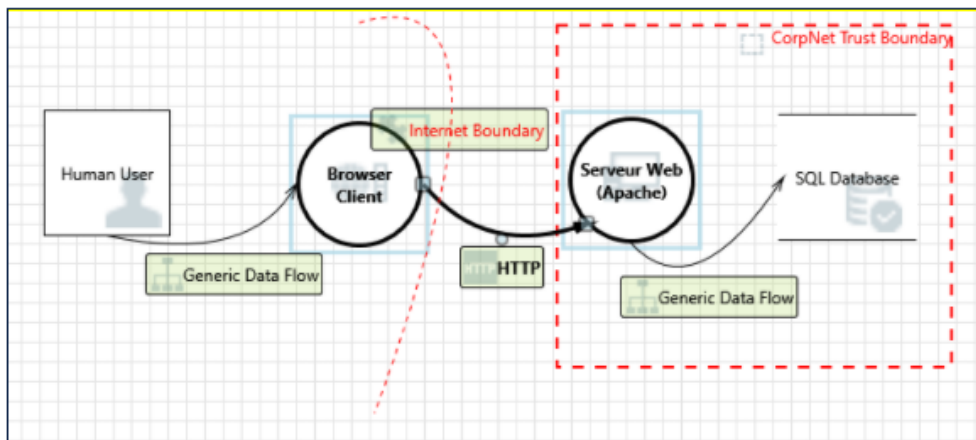 CorpNet Trust Boundary
Internet Boundary
Human User
Browser
Client
Serveur Web
(Apache)
SQL Database
Generic Data Flow
HTTP
HTTP
Generic Data Flow